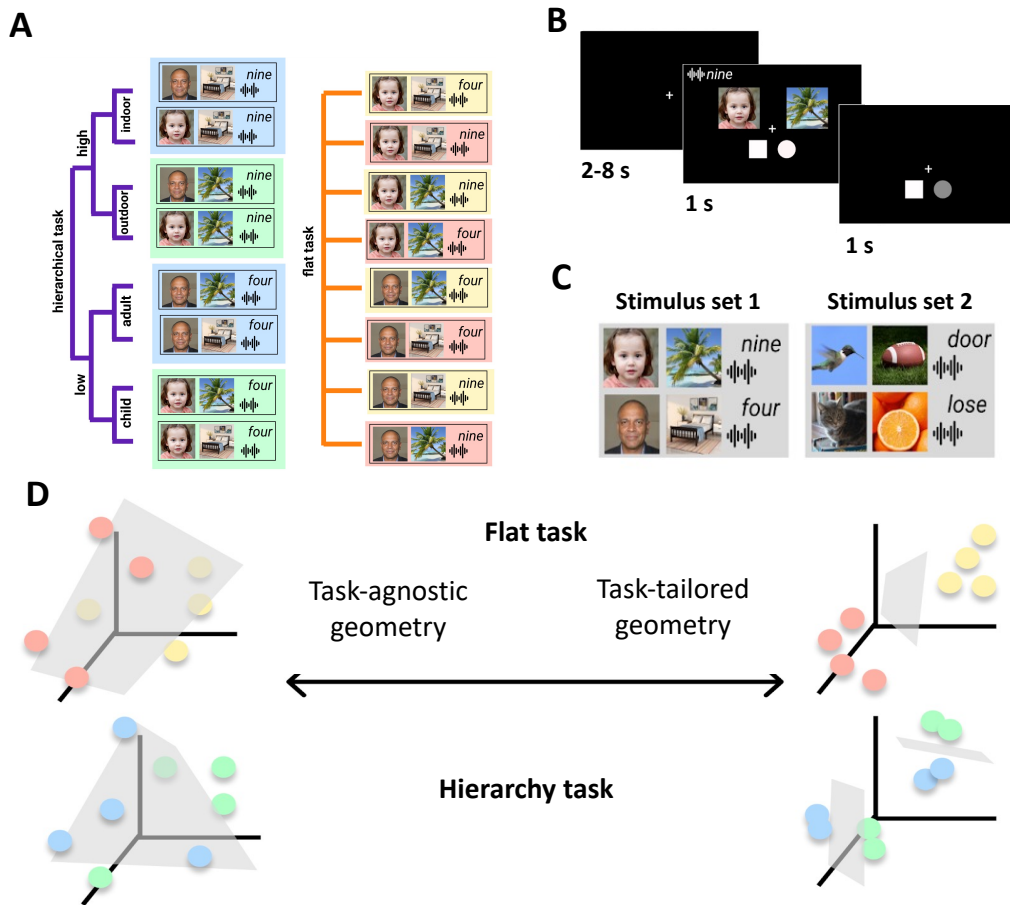 A
hierarchical task
high
low
indoor
outdoor
adult
child
nine
nine
nine
nine
four
four
four
four
flat task
four
nine
nine
four
four
four
nine
nine
B
2-8 s
nine
1 s
1 s
C
Stimulus set 1
Stimulus set 2
nine
four
door
lose
D
Flat task
Task-agnostic
geometry
Task-tailored
geometry
Hierarchy task